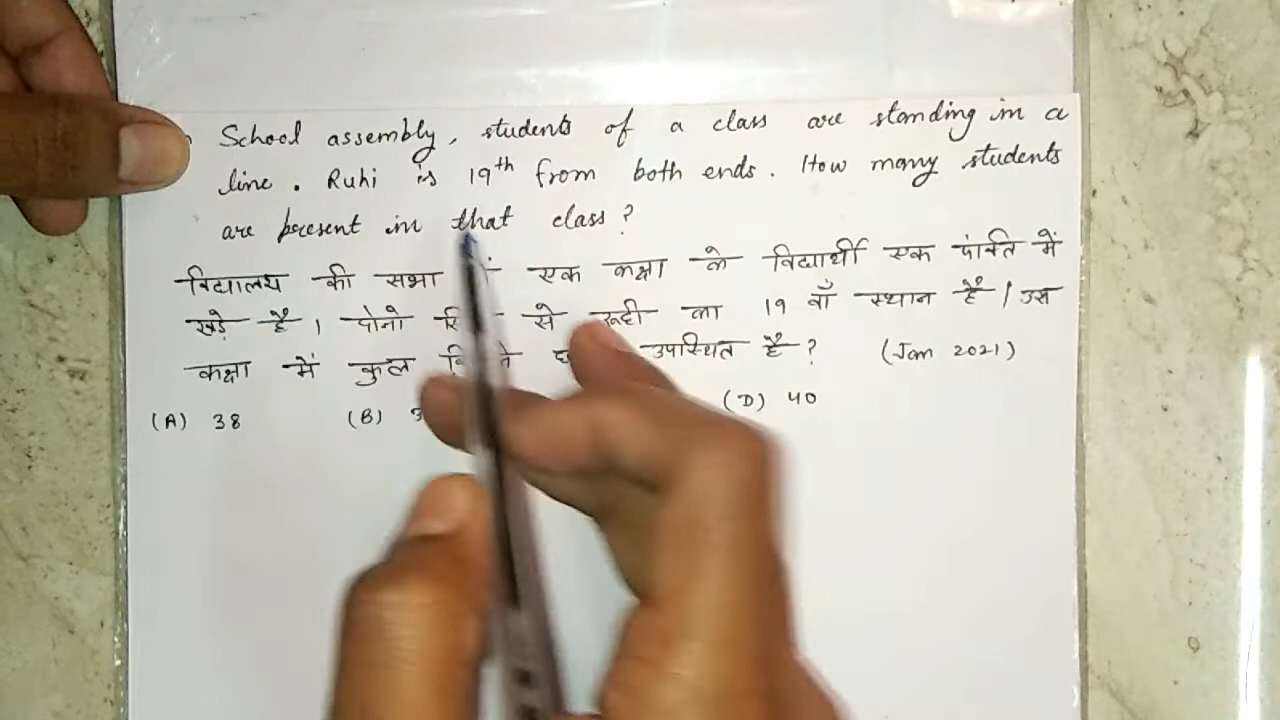 School assembly, students of a class are standing in a
line. Ruhi is 19th from both ends. How many students
are present in that class?
विद्यालय की सभा एक कक्षा के विद्यार्थी एक पंक्ति में
खड़े है। दोनो से रूही का 19 वाँ स्थान है। उस
कक्षा में कुल उपस्थित है? (Jan 2021)
(A) 38 (B) (D) 40